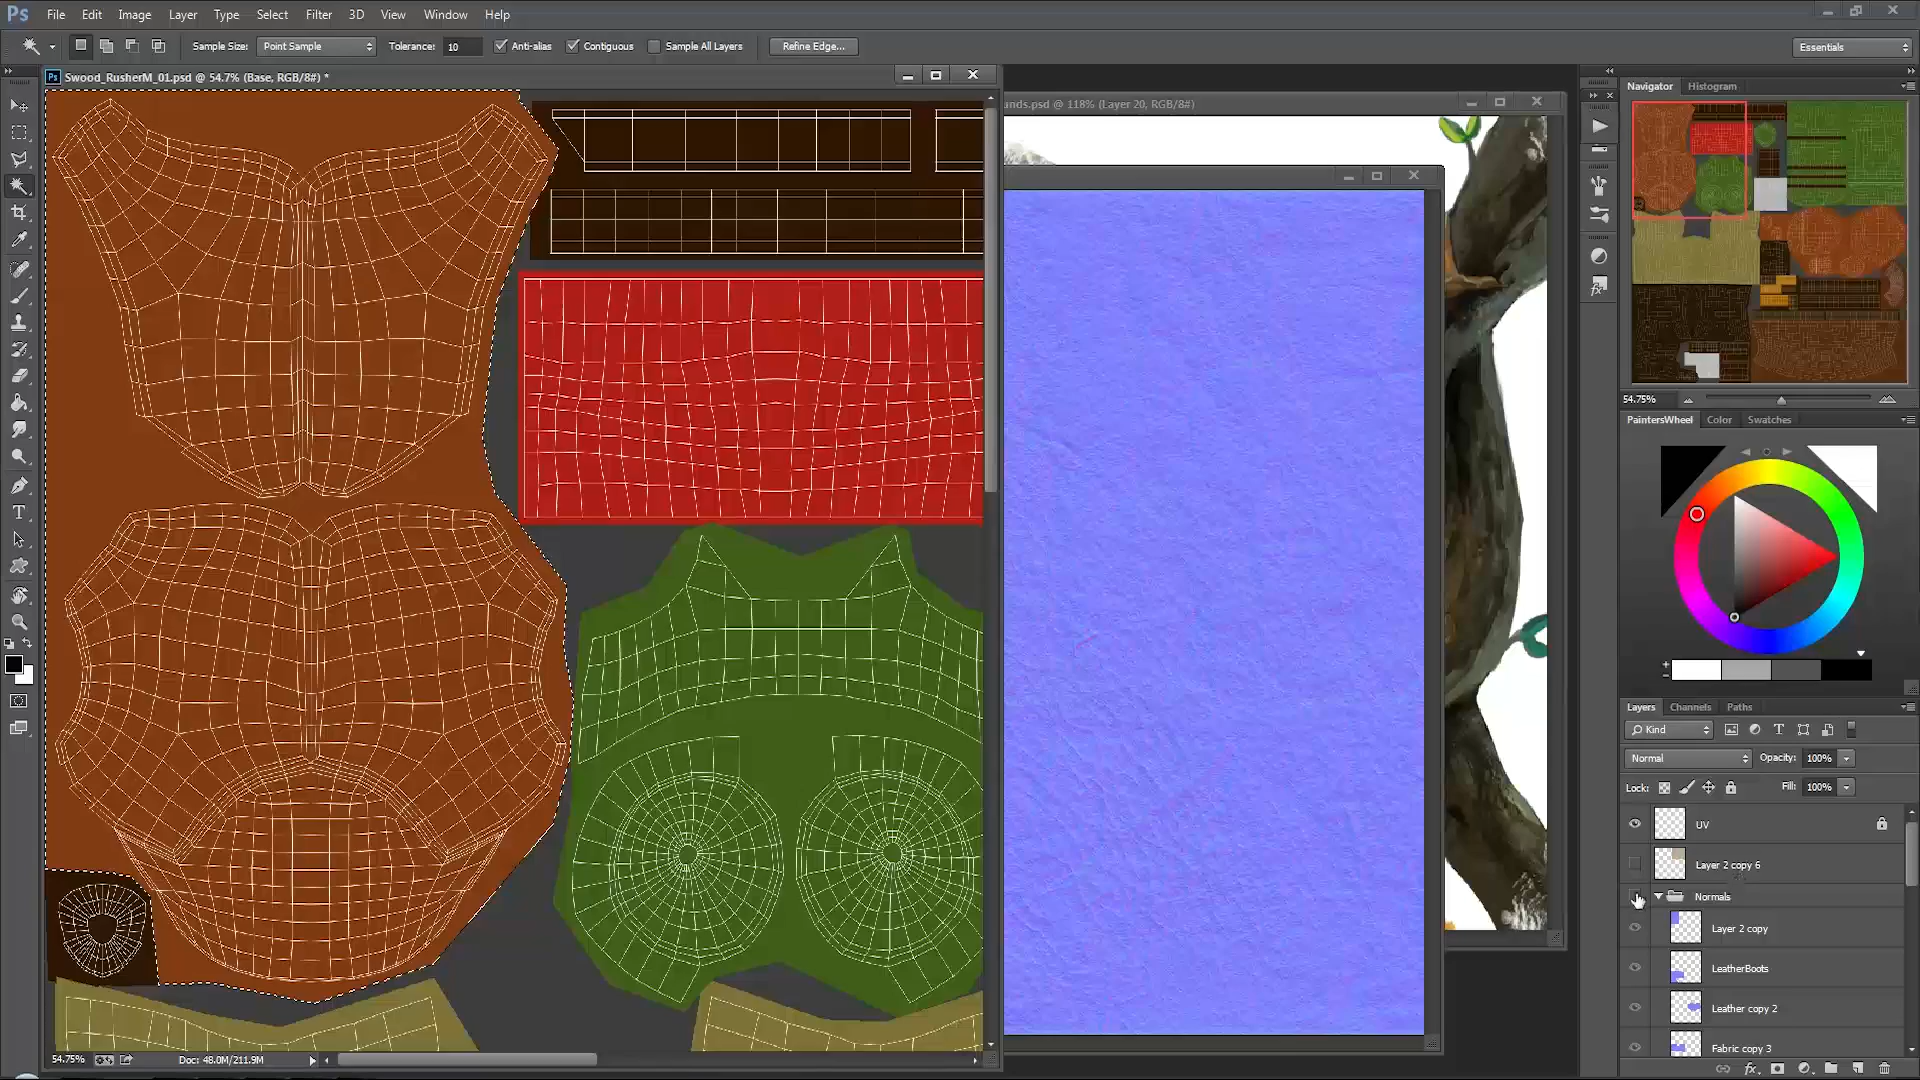 Ps File Edit Image Layer Type Select Filter 3D View Window Help
Sample Size: Point Sample Tolerance: 10 Anti-alias Contiguous Sample All Layers Refine Edge... Essentials
Ps Swood_RusherM_01.psd @ 54.7% (Base, RGB/8#) *
unds.psd @ 118% (Layer 20, RGB/8#)
Navigator Histogram
54.75%
PaintersWheel Color Swatches
Layers Channels Paths
Kind
Normal Opacity: 100%
Lock: Fill: 100%
UV
Layer 2 copy 6
Normals
Layer 2 copy
LeatherBoots
Leather copy 2
Fabric copy 3
54.75% Doc: 48.0M/211.9M